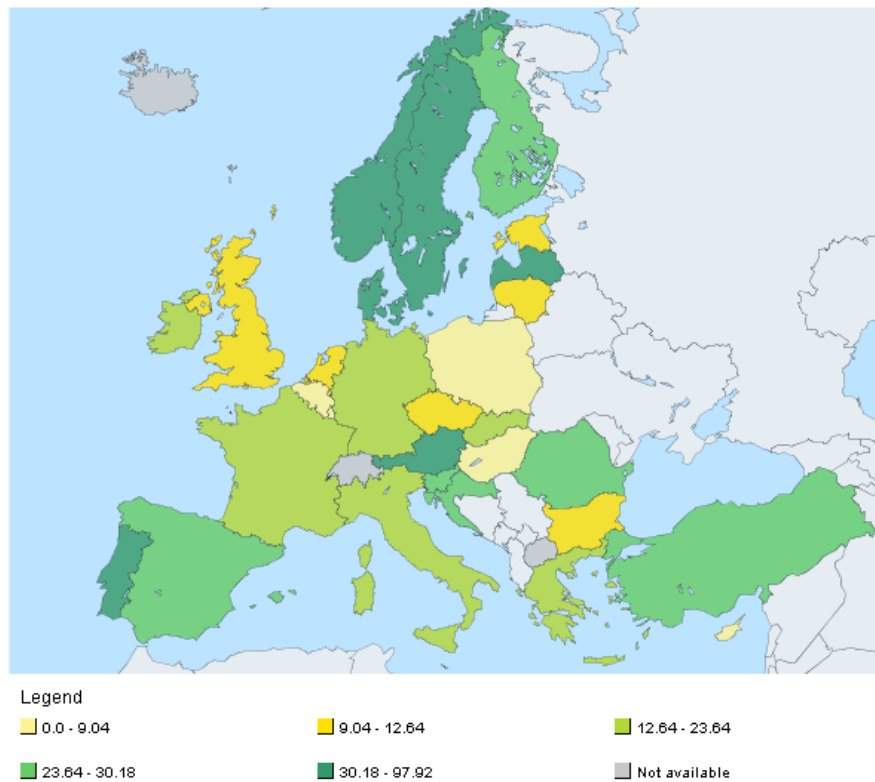 Legend
0.0 - 9.04
9.04 - 12.64
12.64 - 23.64
23.64 - 30.18
30.18 - 97.92
Not available